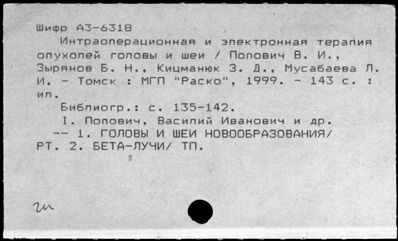 Шифр А3-6318
Интраоперационная и электронная терапия
опухолей головы и шеи / Попович В. И.,
Зырянов Б. Н., Кицманюк З. Д., Мусабаева Л.
И. - Томск : МГП "Раско", 1999. - 143 с. :
ил.
Библиогр.: с. 135-142.
I. Попович, Василий Иванович и др.
-- 1. ГОЛОВЫ И ШЕИ НОВООБРАЗОВАНИЯ/
РТ. 2. БЕТА-ЛУЧИ/ ТП.